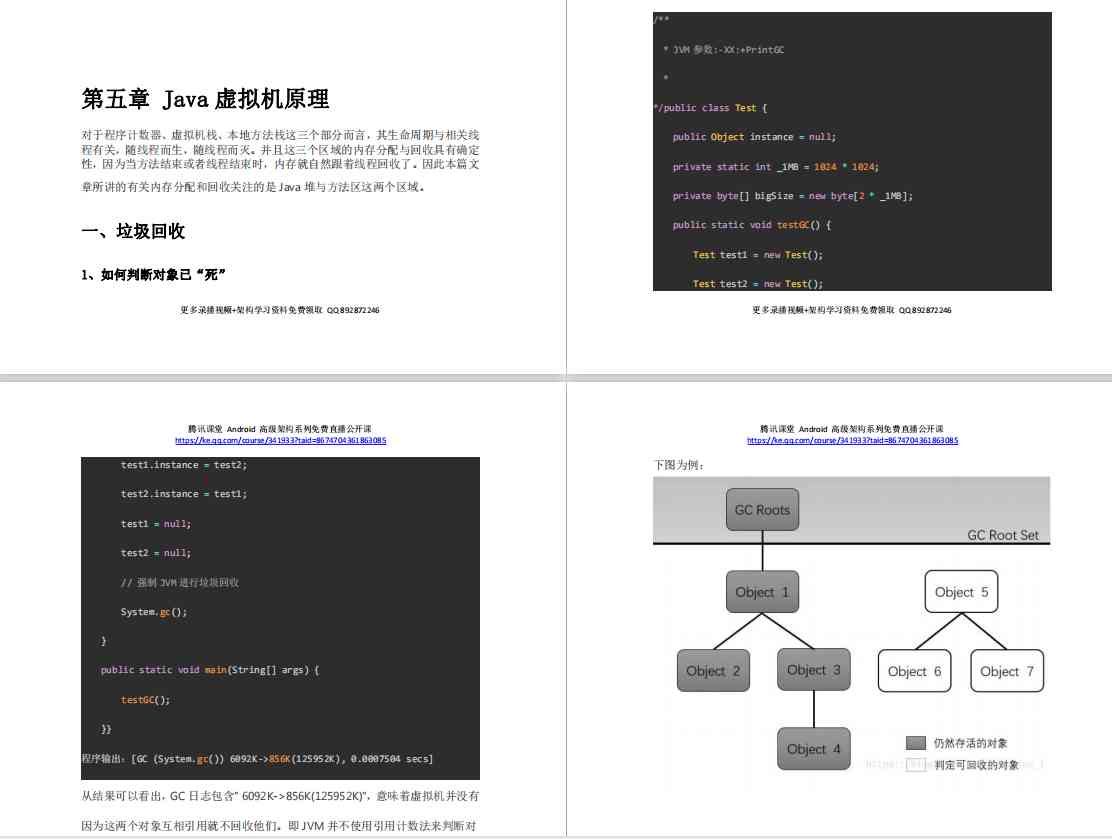 第五章 Java 虚拟机原理
对于程序计数器、虚拟机栈、本地方法栈这三个部分而言，其生命周期与相关线
程有关，随线程而生，随线程而灭。并且这三个区域的内存分配与回收具有确定
性，因为当方法结束或者线程结束时，内存就自然跟着线程回收了。因此本篇文
章所讲的有关内存分配和回收关注的是 Java 堆与方法区这两个区域。
一、垃圾回收
1、如何判断对象已“死”
更多录播视频+架构学习资料免费领取 QQ892872246
/**
* JVM 参数:-XX:+PrintGC
*
*/public class Test {
public Object instance = null;
private static int _1MB = 1024 * 1024;
private byte[] bigSize = new byte[2 * _1MB];
public static void testGC() {
Test test1 = new Test();
Test test2 = new Test();
更多录播视频+架构学习资料免费领取 QQ892872246
腾讯课堂 Android 高级架构系列免费直播公开课
https://ke.qq.com/course/341933?taid=8674704361863085
test1.instance = test2;
test2.instance = test1;
test1 = null;
test2 = null;
// 强制 JVM 进行垃圾回收
System.gc();
}
public static void main(String[] args) {
testGC();
}}
程序输出：[GC (System.gc()) 6092K->856K(125952K), 0.0007504 secs]
从结果可以看出，GC 日志包含" 6092K->856K(125952K)"，意味着虚拟机并没有
因为这两个对象互相引用就不回收他们。即 JVM 并不使用引用计数法来判断对
腾讯课堂 Android 高级架构系列免费直播公开课
https://ke.qq.com/course/341933?taid=8674704361863085
下图为例：
GC Roots
GC Root Set
Object 1
Object 5
Object 2
Object 3
Object 6
Object 7
Object 4
仍然存活的对象
判定可回收的对象